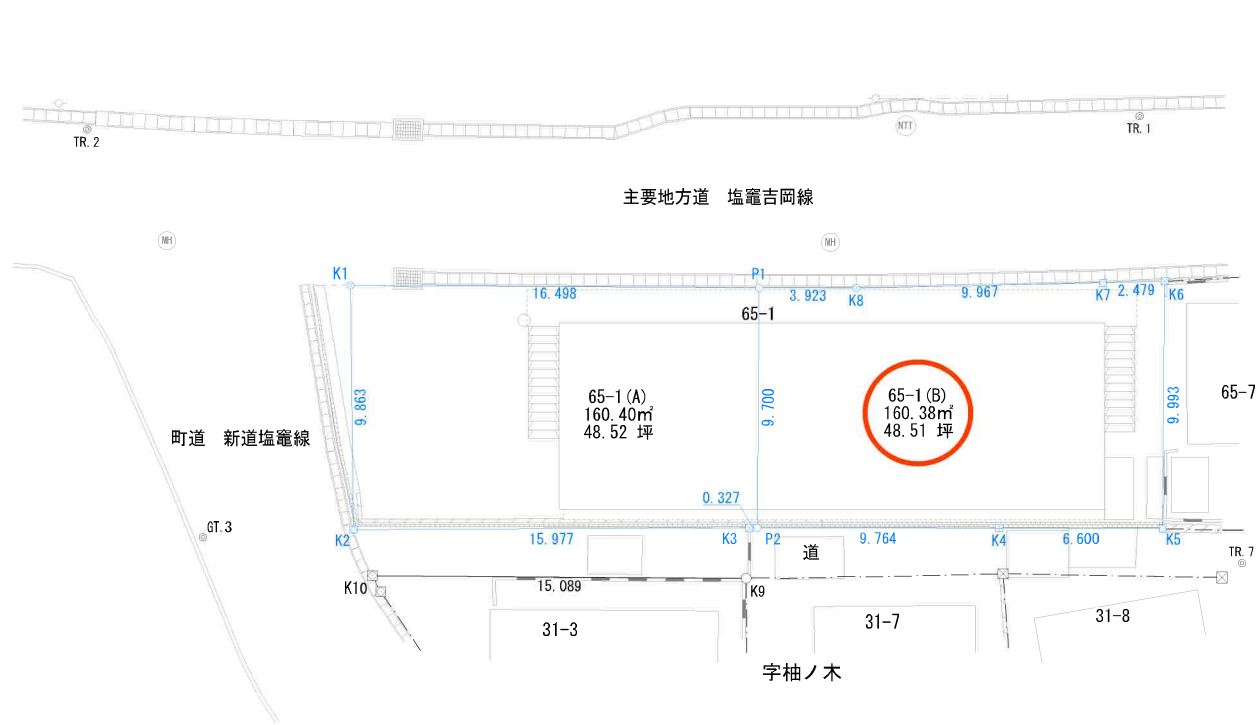 TR.2
NTT
TR.1
主要地方道　塩竈吉岡線
MH
MH
K1
P1
16.498
3.923
K8
9.967
K7
2.479
K6
65-1
9.863
65-1(A)
160.40㎡
48.52 坪
9.700
65-1(B)
160.38㎡
48.51 坪
9.993
65-7
町道　新道塩竈線
GT.3
0.327
K2
15.977
K3
P2
9.764
K4
6.600
K5
道
TR.7
K10
15.089
K9
31-3
31-7
31-8
字柚ノ木